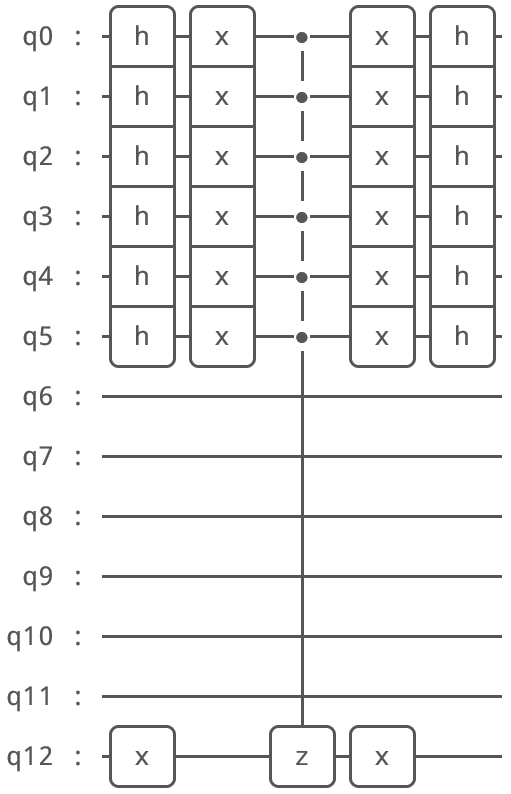 q0 : h x x h
q1 : h x x h
q2 : h x x h
q3 : h x x h
q4 : h x x h
q5 : h x x h
q6 :
q7 :
q8 :
q9 :
q10 :
q11 :
q12 : x z x